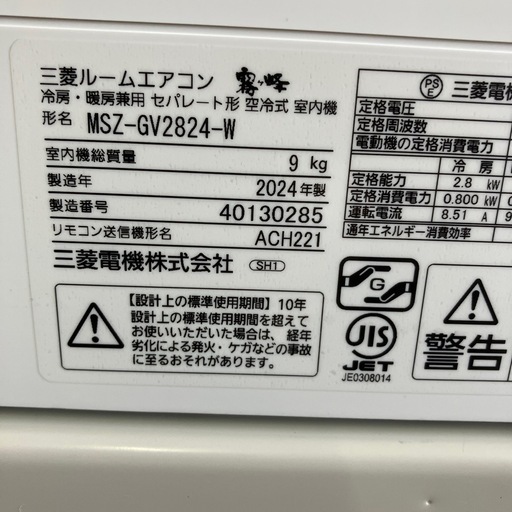 三菱ルームエアコン 霧ヶ峰
冷房・暖房兼用 セパレート形 空冷式 室内機
形名 MSZ-GV2824-W
室内機総質量 9 kg
製造年 2024年製
製造番号 40130285
リモコン送信機形名 ACH221
三菱電機株式会社 SH1
【設計上の標準使用期間】10年
設計上の標準使用期間を超えて
お使いいただいた場合は、経年
劣化による発火・ケガなどの事故
に至るおそれがあります。
PS
E
三菱電機
定格電圧
定格周波数
電動機の定格消費電力
冷 房
定格能力 2.8 kW
定格消費電力 0.800 kW
運転電流 8.51 A
通年エネルギー消費効率
G
JIS
JET
JE0308014
警告